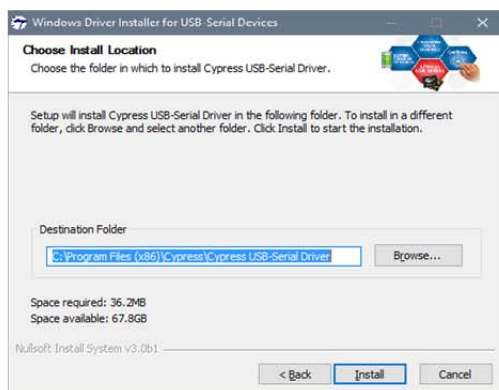 Windows Driver Installer for USB-Serial Devices
Choose Install Location
Choose the folder in which to install Cypress USB-Serial Driver.
Setup will install Cypress USB-Serial Driver in the following folder. To install in a different
folder, click Browse and select another folder. Click Install to start the installation.
Destination Folder
C:\Program Files (x86)\Cypress\Cypress USB-Serial Driver
Browse...
Space required: 36.2MB
Space available: 67.8GB
Nullsoft Install System v3.0b1
< Back
Install
Cancel